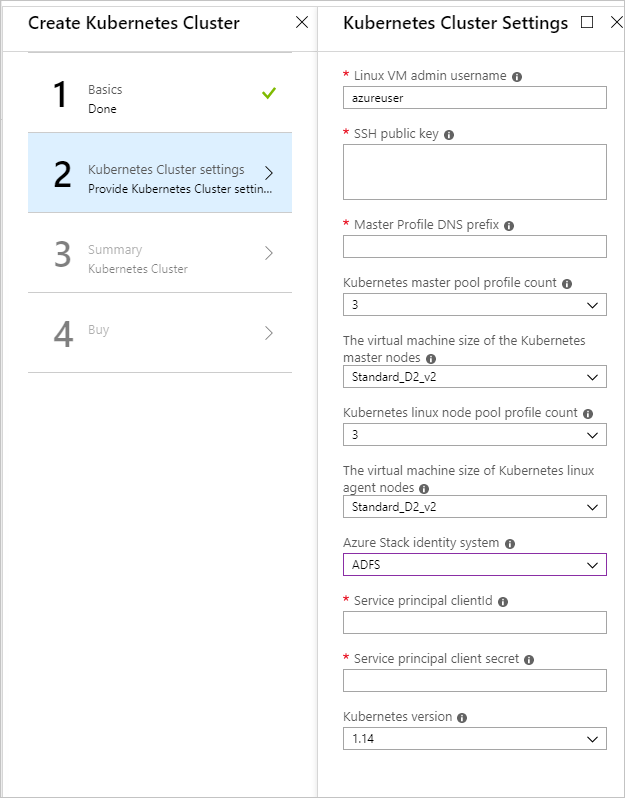 Create Kubernetes Cluster
1
Basics
Done
2
Kubernetes Cluster settings
Provide Kubernetes Cluster settin...
3
Summary
Kubernetes Cluster
4
Buy
Kubernetes Cluster Settings
* Linux VM admin username
azureuser
* SSH public key
* Master Profile DNS prefix
Kubernetes master pool profile count
3
The virtual machine size of the Kubernetes
master nodes
Standard_D2_v2
Kubernetes linux node pool profile count
3
The virtual machine size of Kubernetes linux
agent nodes
Standard_D2_v2
Azure Stack identity system
ADFS
* Service principal clientId
* Service principal client secret
Kubernetes version
1.14